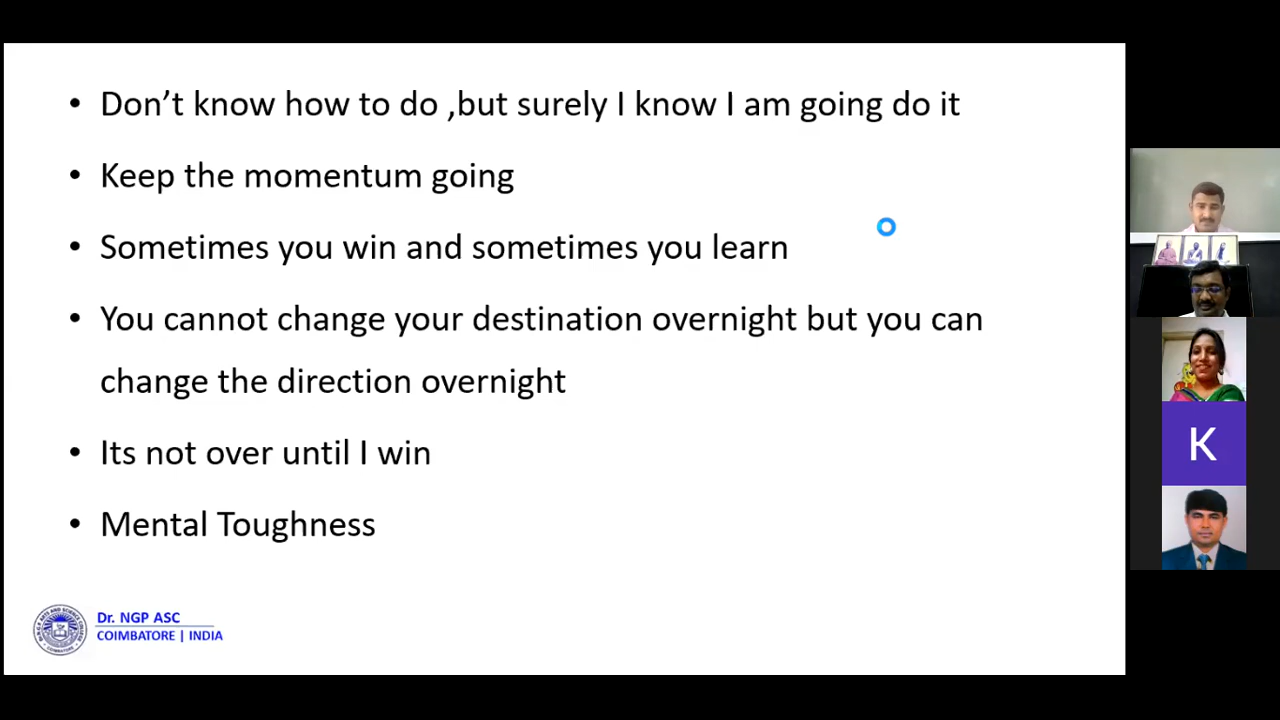 • Don’t know how to do ,but surely I know I am going do it
• Keep the momentum going
• Sometimes you win and sometimes you learn
• You cannot change your destination overnight but you can
change the direction overnight
• Its not over until I win
• Mental Toughness
Dr. NGP ASC
COIMBATORE | INDIA
K